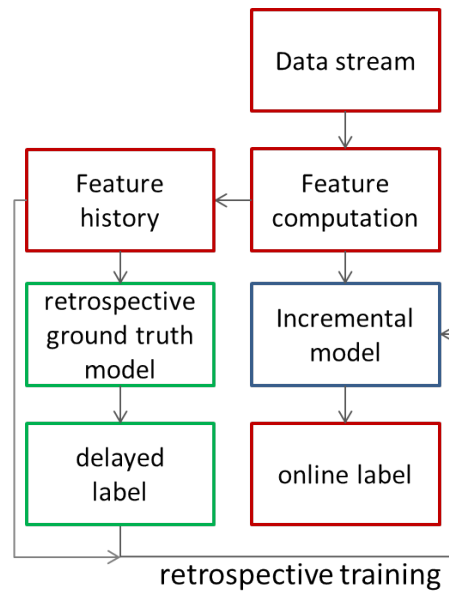 Data stream
Feature
history
Feature
computation
retrospective
ground truth
model
Incremental
model
delayed
label
online label
retrospective training